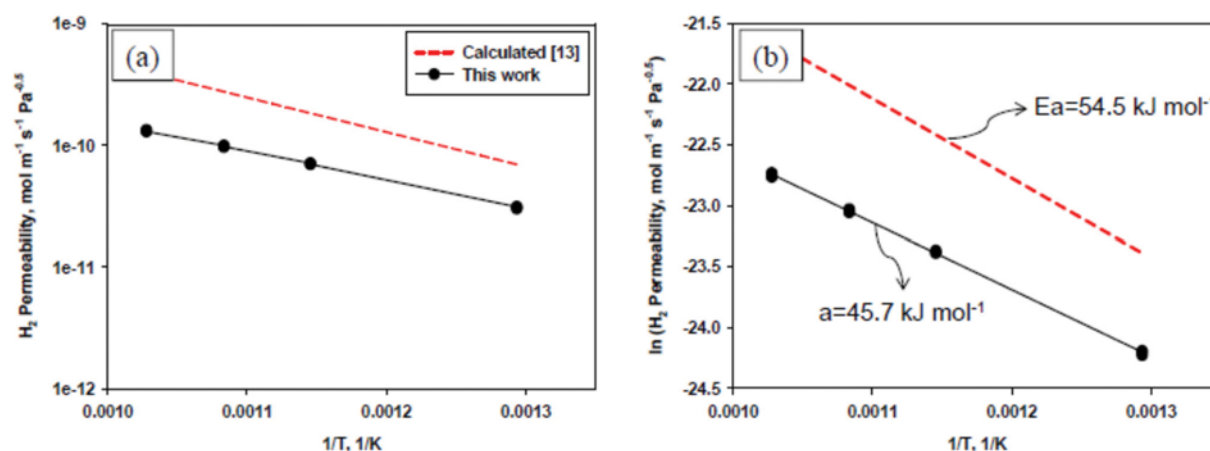 1e-9
1e-10
1e-11
1e-12
H₂ Permeability, mol m⁻¹ s⁻¹ Pa⁻⁰·⁵
(a)
Calculated [13]
This work
0.0010 0.0011 0.0012 0.0013
1/T, 1/K
-21.5
-22.0
-22.5
-23.0
-23.5
-24.0
-24.5
ln (H₂ Permeability, mol m⁻¹ s⁻¹ Pa⁻⁰·⁵)
(b)
Ea=54.5 kJ mol⁻¹
a=45.7 kJ mol⁻¹
0.0010 0.0011 0.0012 0.0013
1/T, 1/K